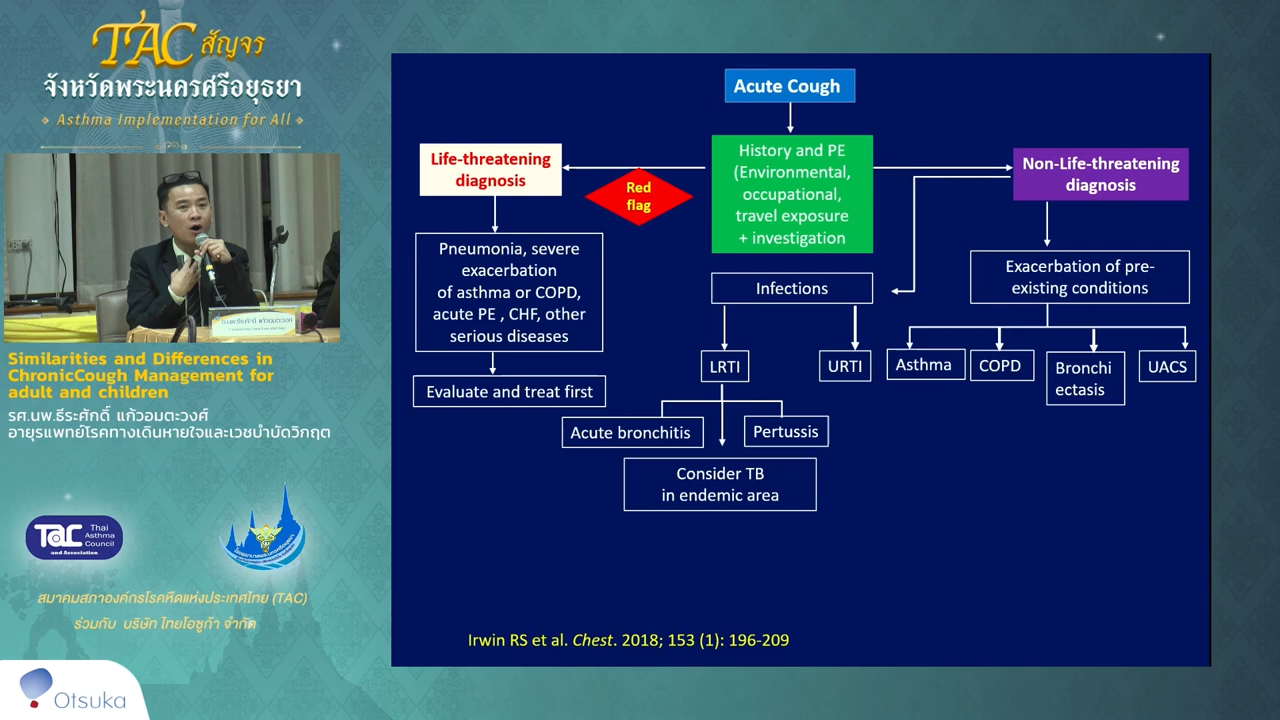 TAC สัญจร
จังหวัดพระนครศรีอยุธยา
Asthma Implementation for All
Similarities and Differences in
ChronicCough Management for
adult and children
รศ.นพ.ธีระศักดิ์ แก้วอมตะวงศ์
อายุรแพทย์โรคทางเดินหายใจและเวชบำบัดวิกฤต
TAC
Thai
Asthma
Council
and Association
สมาคมสภาองค์กรโรคหืดแห่งประเทศไทย (TAC)
ร่วมกับ บริษัท ไทยโอซูก้า จำกัด
Otsuka
Acute Cough
Life-threatening
diagnosis
Red
flag
History and PE
(Environmental,
occupational,
travel exposure
+ investigation
Non-Life-threatening
diagnosis
Pneumonia, severe
exacerbation
of asthma or COPD,
acute PE , CHF, other
serious diseases
Evaluate and treat first
Infections
Exacerbation of pre-
existing conditions
LRTI
URTI
Asthma
COPD
Bronchi
ectasis
UACS
Acute bronchitis
Pertussis
Consider TB
in endemic area
Irwin RS et al. Chest. 2018; 153 (1): 196-209